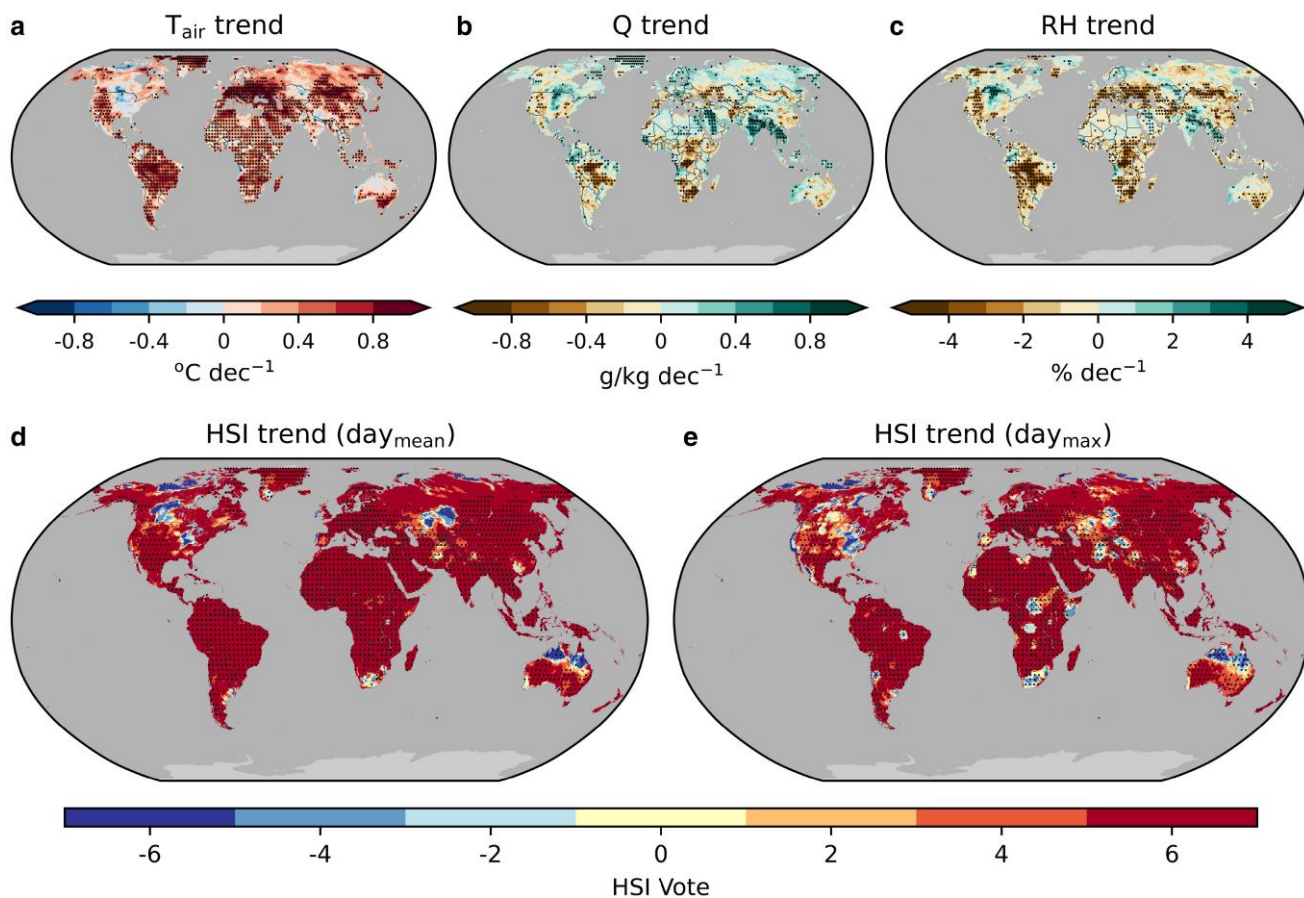 a
T_air trend
b
Q trend
c
RH trend
-0.8 -0.4 0 0.4 0.8
°C dec⁻¹
-0.8 -0.4 0 0.4 0.8
g/kg dec⁻¹
-4 -2 0 2 4
% dec⁻¹
d
HSI trend (day_mean)
e
HSI trend (day_max)
-6 -4 -2 0 2 4 6
HSI Vote